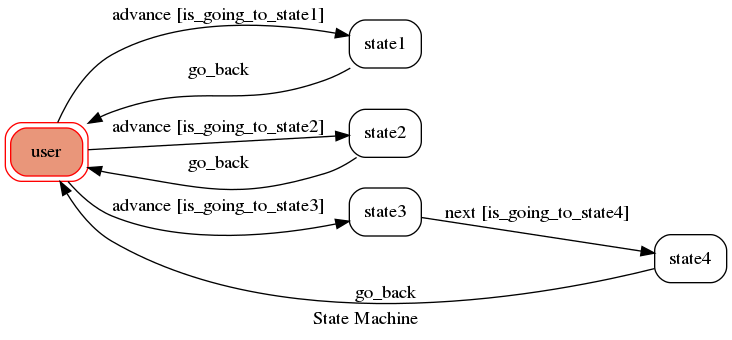 advance [is_going_to_state1]
state1
go_back
advance [is_going_to_state2]
state2
user
go_back
advance [is_going_to_state3]
state3
next [is_going_to_state4]
state4
go_back
State Machine